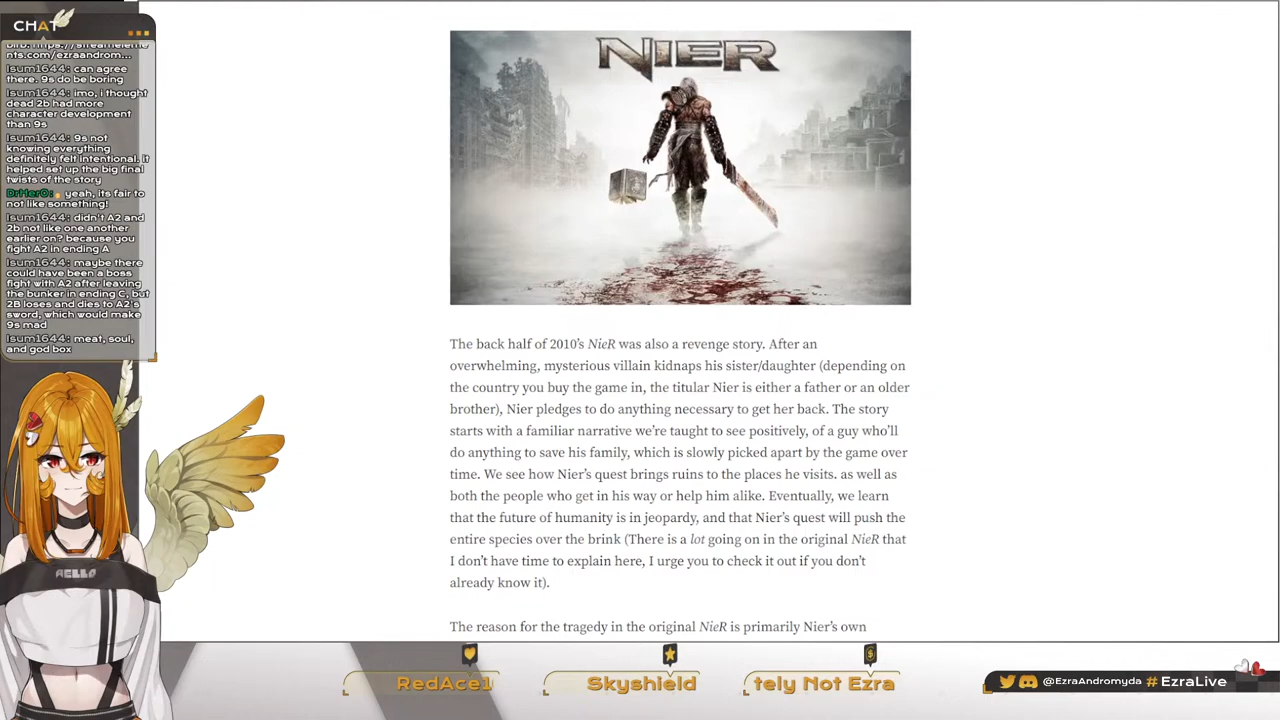 CHAT
bits.com/ezraandrom...
Isum1644: can agree
there. 9s do be boring
Isum1644: imo, i thought
dead 2b had more
character development
than 9s
Isum1644: 9s not
knowing everything
definitely felt intentional. it
helped set up the big final
twists of the story
DrHerO: yeah, its fair to
not like something!
Isum1644: didn't A2 and
2b not like one another
earlier on? because you
fight A2 in ending A
Isum1644: maybe there
could have been a boss
fight with A2 after leaving
the bunker in ending C, but
2B loses and dies to A2's
sword, which would make
9s mad
Isum1644: meat, soul,
and god box
NIER
The back half of 2010's NieR was also a revenge story. After an
overwhelming, mysterious villain kidnaps his sister/daughter (depending on
the country you buy the game in, the titular Nier is either a father or an older
brother), Nier pledges to do anything necessary to get her back. The story
starts with a familiar narrative we're taught to see positively, of a guy who'll
do anything to save his family, which is slowly picked apart by the game over
time. We see how Nier's quest brings ruins to the places he visits. as well as
both the people who get in his way or help him alike. Eventually, we learn
that the future of humanity is in jeopardy, and that Nier's quest will push the
entire species over the brink (There is a lot going on in the original NieR that
I don't have time to explain here, I urge you to check it out if you don't
already know it).
The reason for the tragedy in the original NieR is primarily Nier's own
HELLO
RedAce1
Skyshield
tely Not Ezra
@EzraAndromyda # EzraLive